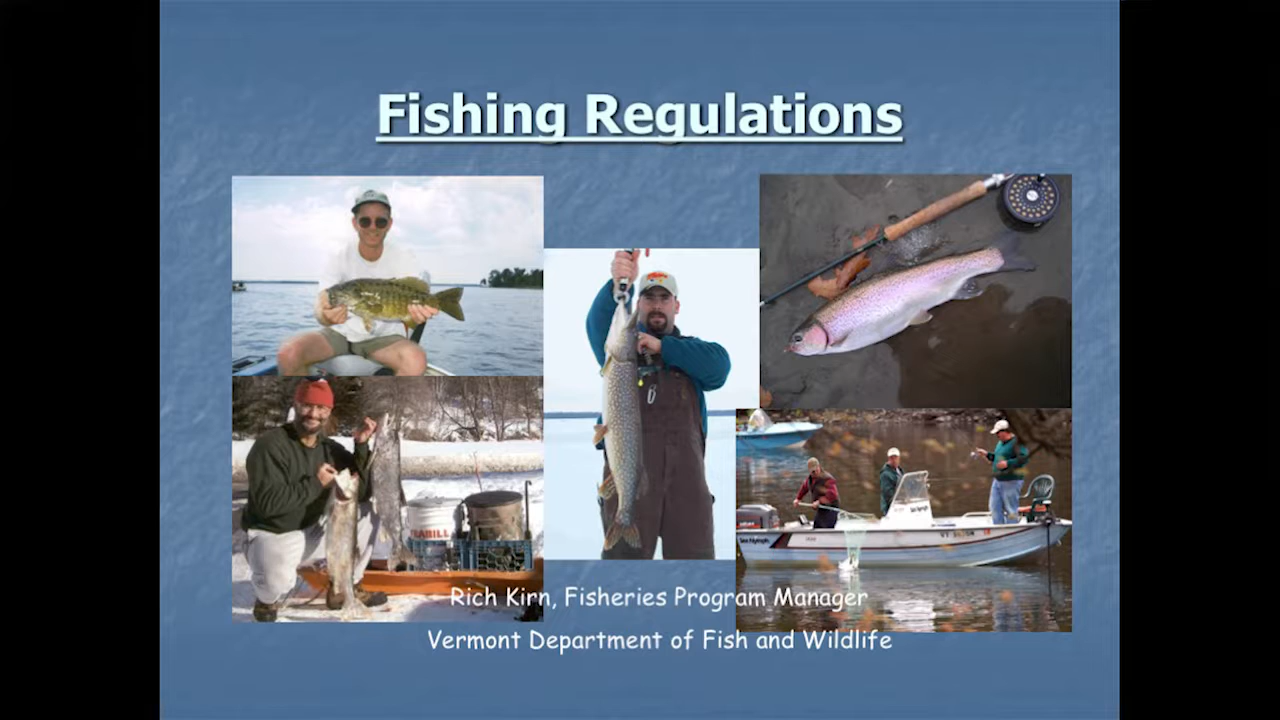 Fishing Regulations
Rich Kirn, Fisheries Program Manager
Vermont Department of Fish and Wildlife